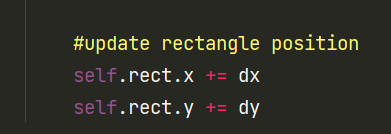 #update rectangle position
self.rect.x += dx
self.rect.y += dy